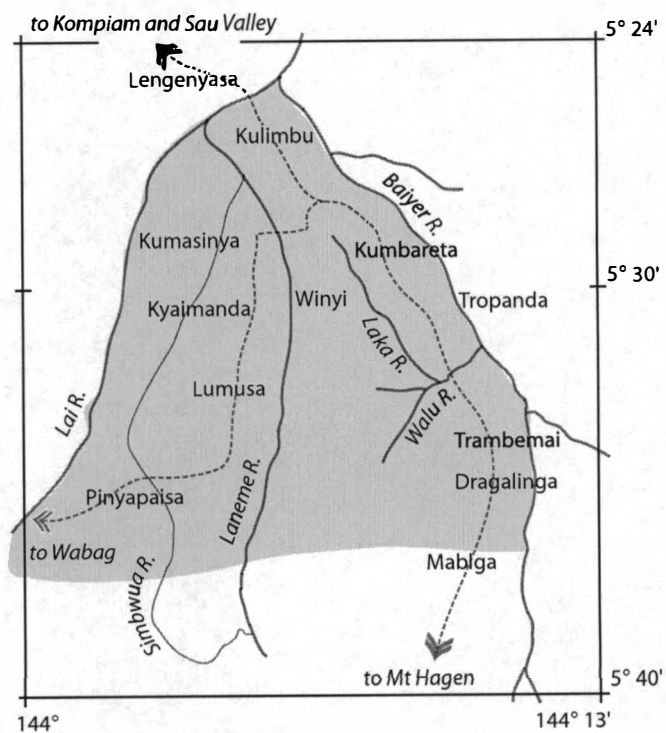 to Kompiam and Sau Valley
5° 24'
Lengenyasa
Kulimbu
Baiyer R.
Kumasinya
Kumbareta
5° 30'
Kyaimanda
Winyi
Tropanda
Laka R.
Lumusa
Lai R.
Walu R.
Trambemai
Dragalinga
Pinyapaisa
Laneme R.
to Wabag
Mabiga
Simbwua R.
to Mt Hagen
5° 40'
144°
144° 13'